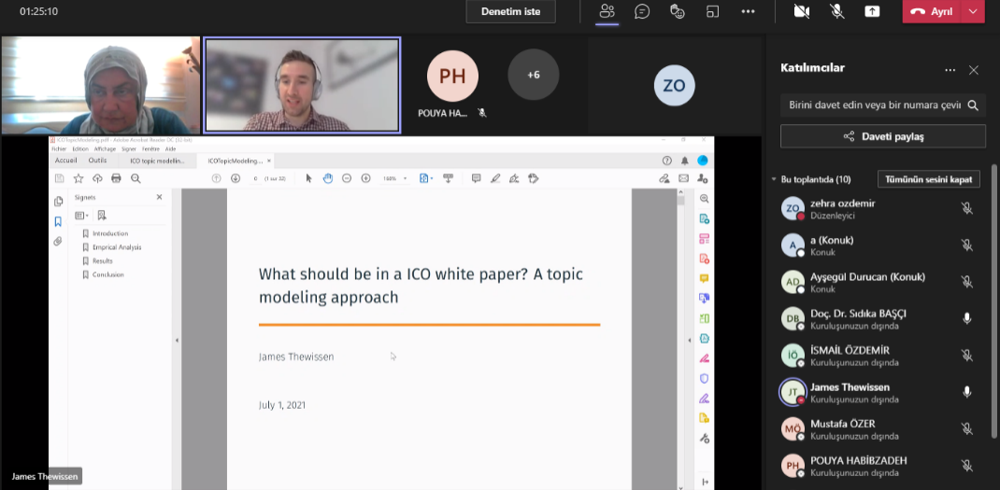 01:25:10
Denetim iste
Ayrıl
PH
POUYA HA...
+6
ZO
Katılımcılar
Birini davet edin veya bir numara çevir
Daveti paylaş
Bu toplantıda (10)
Tümünün sesini kapat
ZO
zehra ozdemir
Düzenleyici
A
a (Konuk)
Konuk
AD
Ayşegül Durucan (Konuk)
Konuk
DB
Doç. Dr. Sıdıka BAŞÇI
Kuruluşunuzun dışında
İÖ
İSMAİL ÖZDEMİR
Kuruluşunuzun dışında
JT
James Thewissen
Kuruluşunuzun dışında
MÖ
Mustafa ÖZER
Kuruluşunuzun dışında
PH
POUYA HABİBZADEH
Kuruluşunuzun dışında
ICOTopicModeling.pdf - Adobe Acrobat Reader DC (32-bit)
Fichier Edition Affichage Signer Fenêtre Aide
Accueil Outils ICO topic modellin... ICOTopicModeling.... ×
0 (1 sur 32) 168%
Signets
Introduction
Emprical Analysis
Results
Conclusion
What should be in a ICO white paper? A topic
modeling approach
James Thewissen
July 1, 2021
James Thewissen